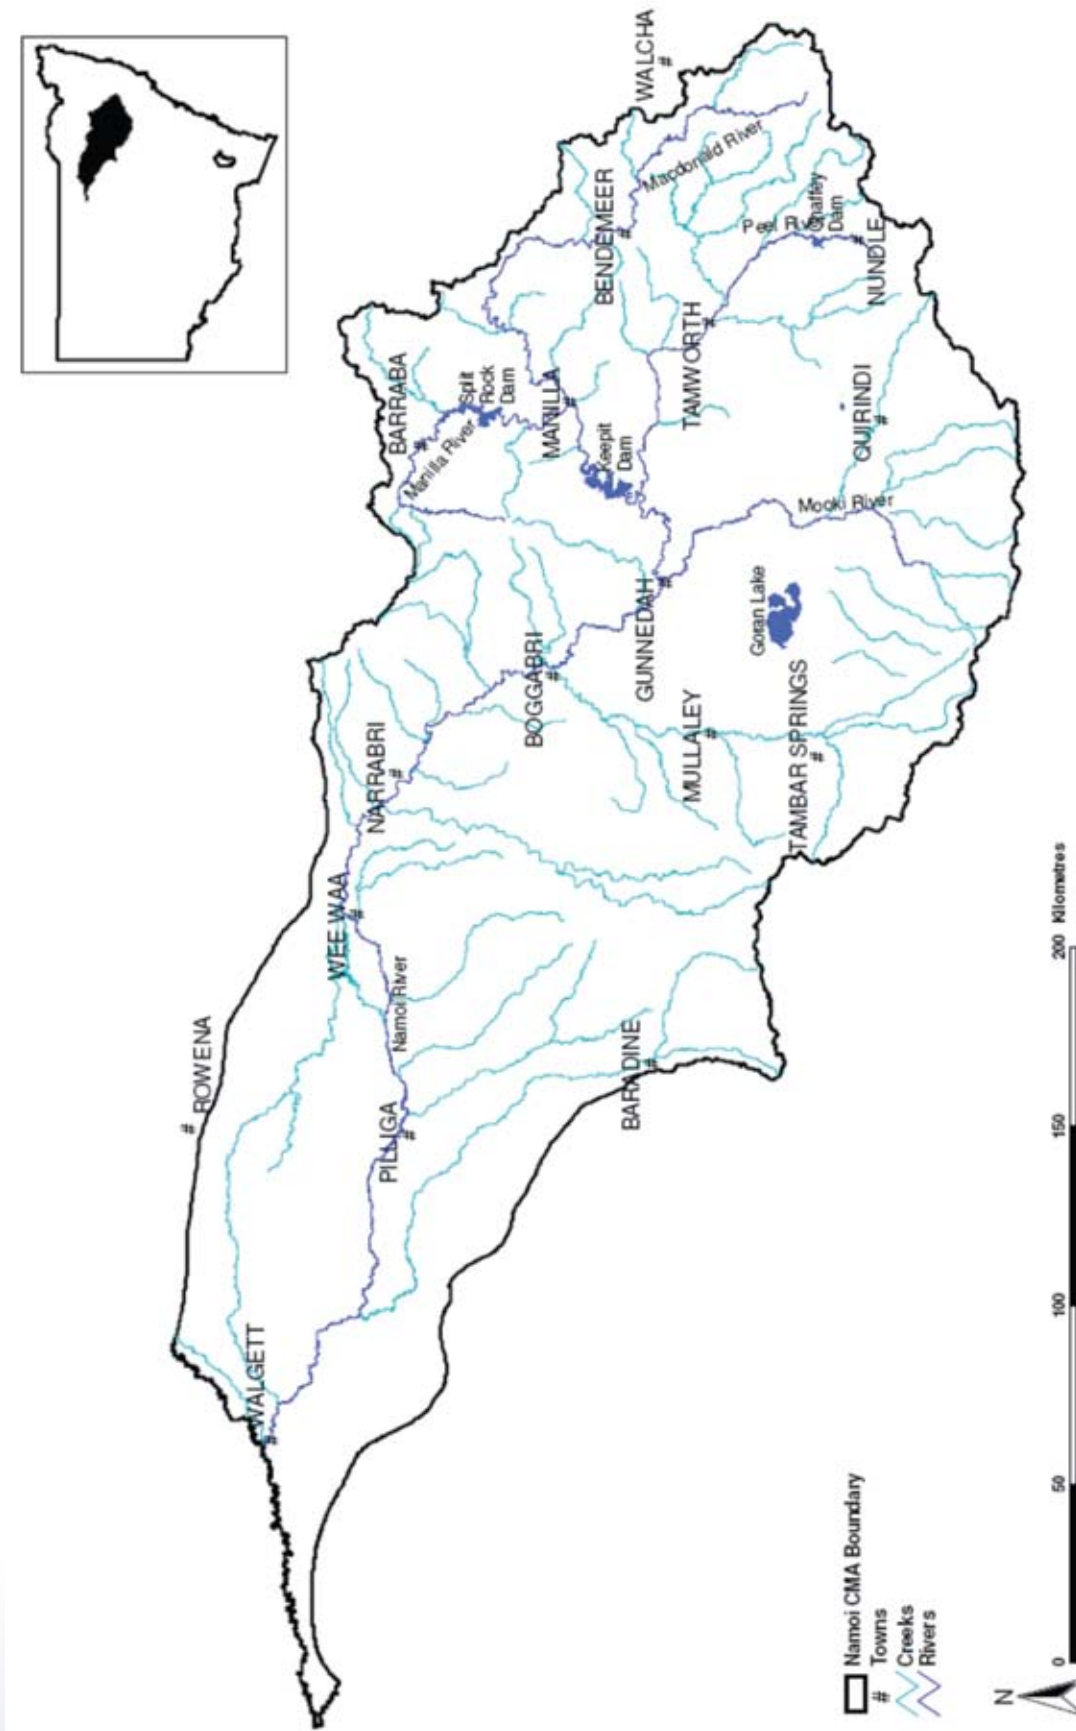 WALCHA
#
BENDEMEER
#
Macdonald River
Peel River
Chaffey
Dam
NUNDLE
#
BARRABA
#
Split
Rock
Dam
Manilla River
MANILLA
#
Keepit
Dam
TAMWORTH
#
QUIRINDI
#
Mooki River
GUNNEDAH
#
Goran Lake
BOGGABRI
#
MULLALEY
#
TAMBAR SPRINGS
#
NARRABRI
#
WEE WAA
#
Namoi River
ROWENA
#
PILLIGA
#
BARADINE
#
WALGETT
#
Namoi CMA Boundary
# Towns
Creeks
Rivers
N
0 50 100 150 200 Kilometres